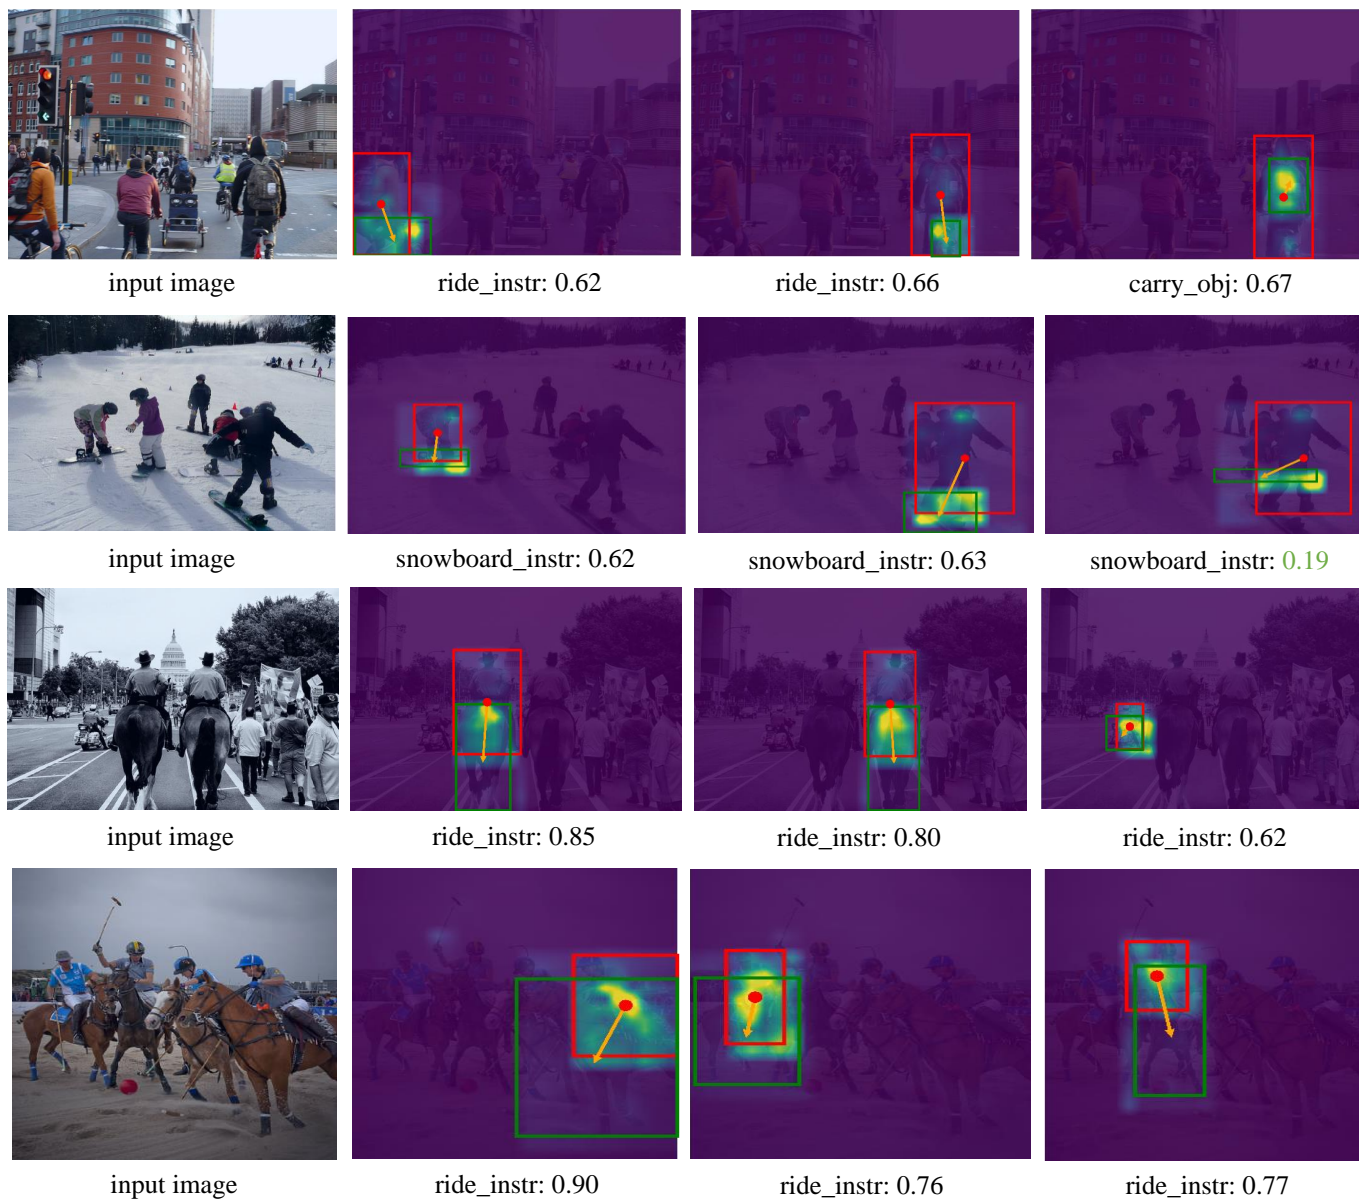 input image
ride_instr: 0.62
ride_instr: 0.66
carry_obj: 0.67
input image
snowboard_instr: 0.62
snowboard_instr: 0.63
snowboard_instr: 0.19
input image
ride_instr: 0.85
ride_instr: 0.80
ride_instr: 0.62
input image
ride_instr: 0.90
ride_instr: 0.76
ride_instr: 0.77